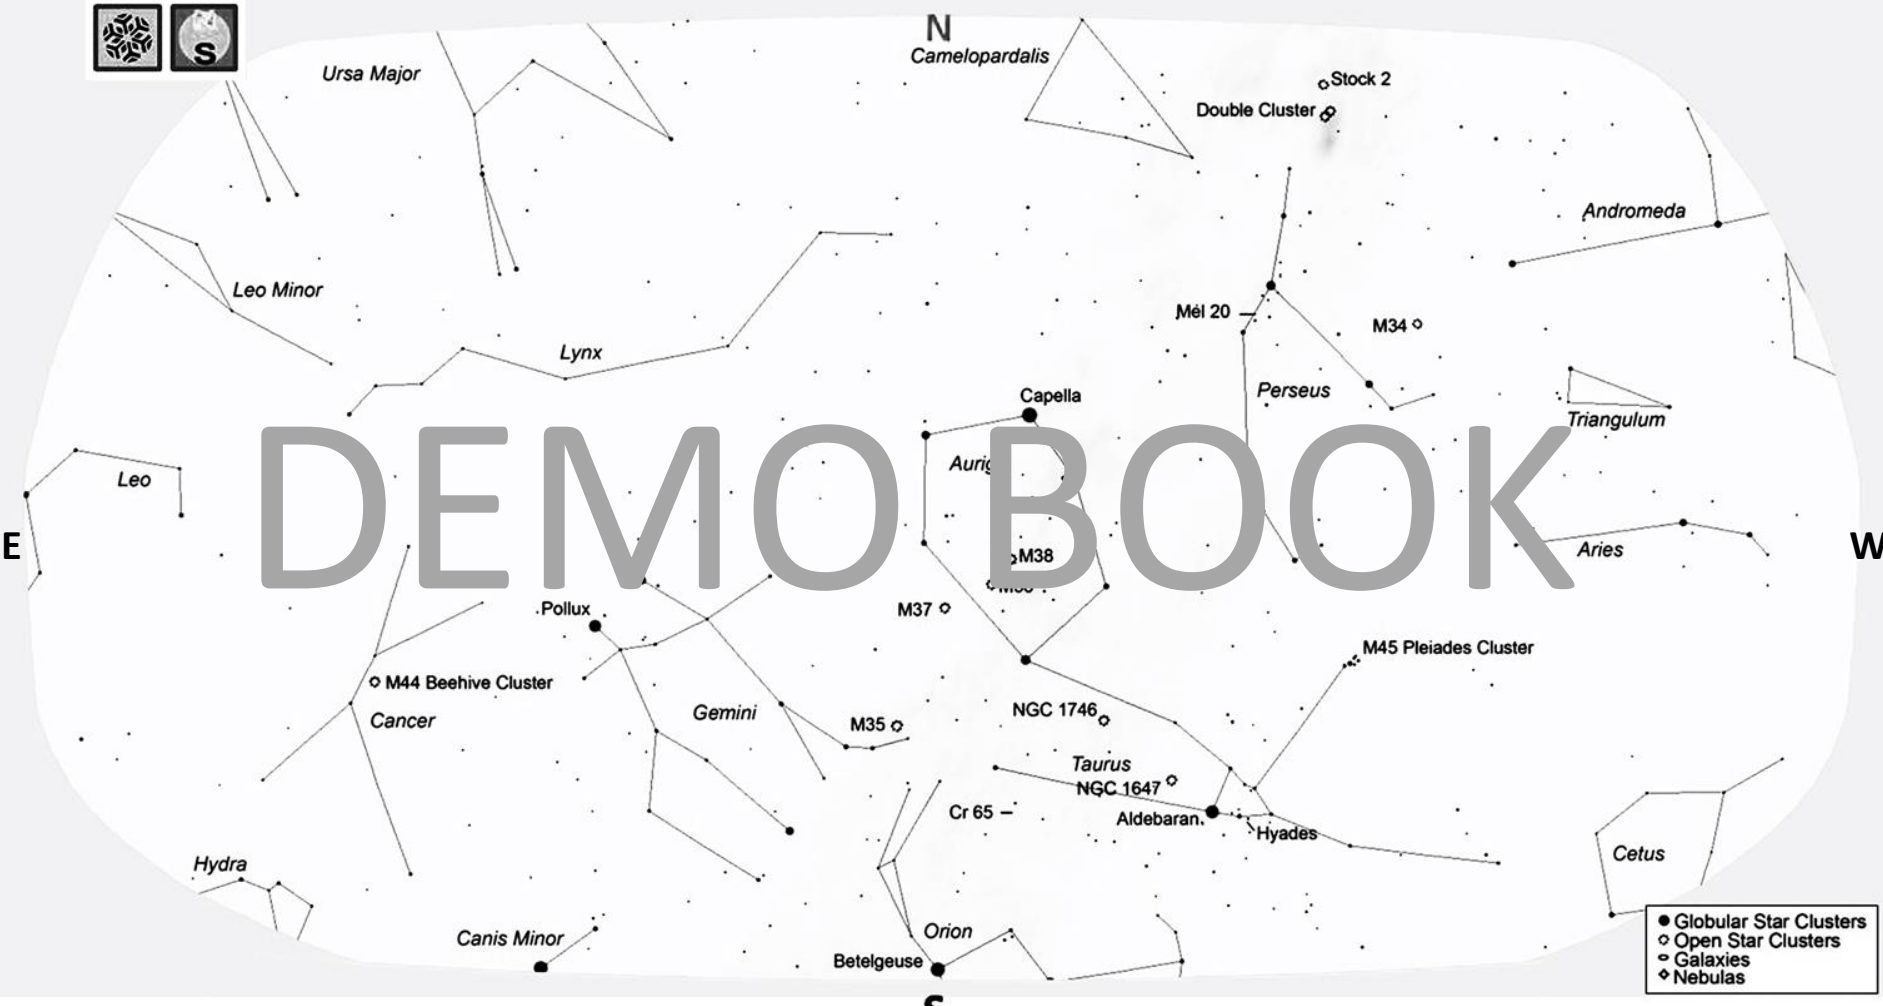 N
S
Ursa Major
Camelopardalis
Stock 2
Double Cluster
Andromeda
Leo Minor
Mel 20
M34
Lynx
Perseus
Capella
Triangulum
DEMO BOOK
Leo
E
W
Aries
M38
Pollux
M37
M45 Pleiades Cluster
M44 Beehive Cluster
Cancer
Gemini
M35
NGC 1746
Taurus
NGC 1647
Cr 65
Aldebaran
Hyades
Cetus
Hydra
Canis Minor
Orion
Betelgeuse
Globular Star Clusters
Open Star Clusters
Galaxies
Nebulas
S